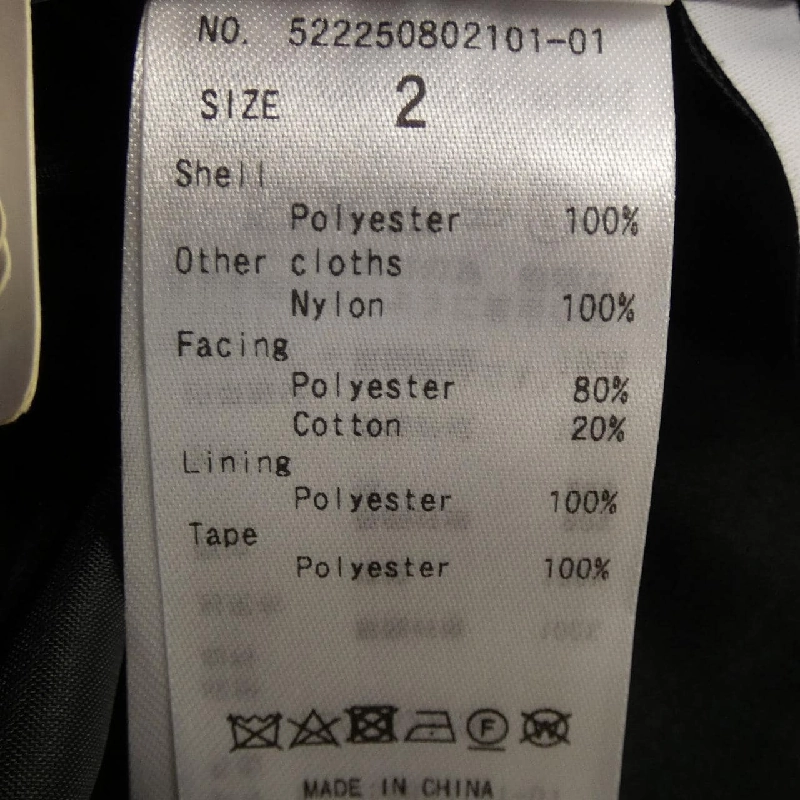 NO. 522250802101-01
SIZE 2
Shell
Polyester 100%
Other cloths
Nylon 100%
Facing
Polyester 80%
Cotton 20%
Lining
Polyester 100%
Tape
Polyester 100%
F W
MADE IN CHINA